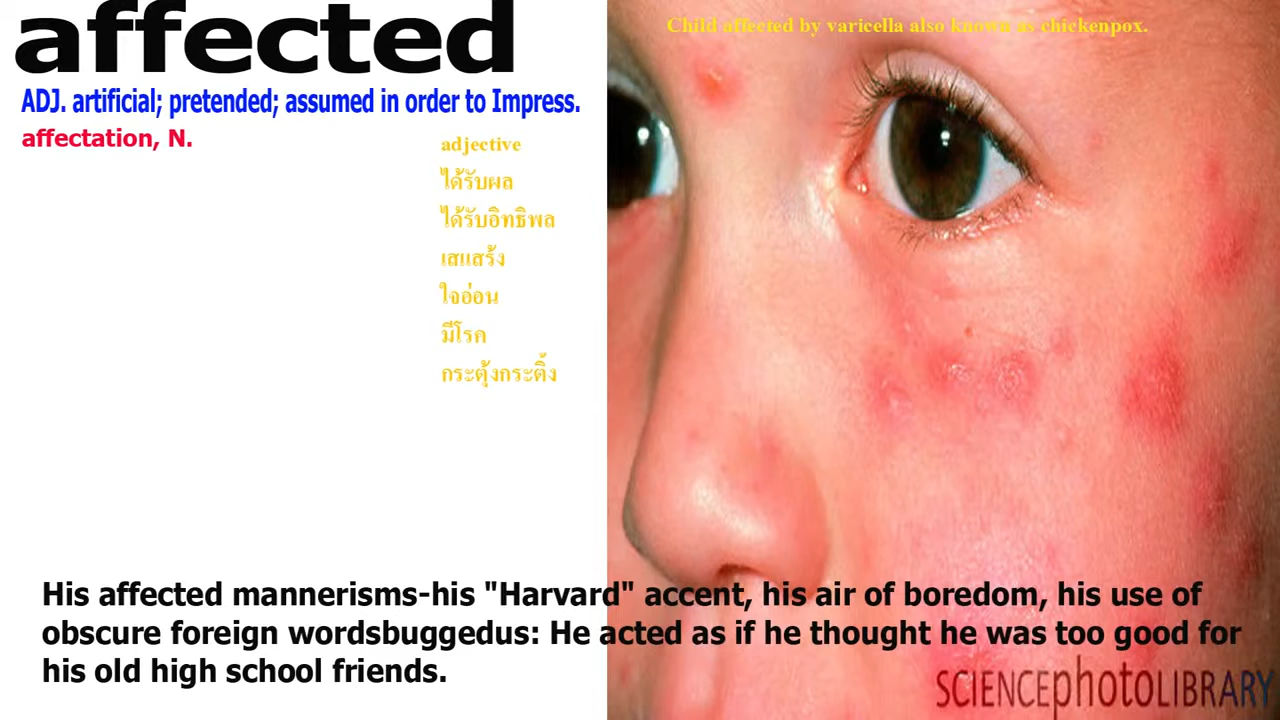 affected
ADJ. artificial; pretended; assumed in order to Impress.
affectation, N.
adjective
ได้รับผล
ได้รับอิทธิพล
เสแสร้ง
ใจอ่อน
มีโรค
กระตุ้งกระติ้ง
Child affected by varicella also known as chickenpox.
His affected mannerisms-his "Harvard" accent, his air of boredom, his use of
obscure foreign wordsbuggedus: He acted as if he thought he was too good for
his old high school friends.
SCIENCEphotoLIBRARY